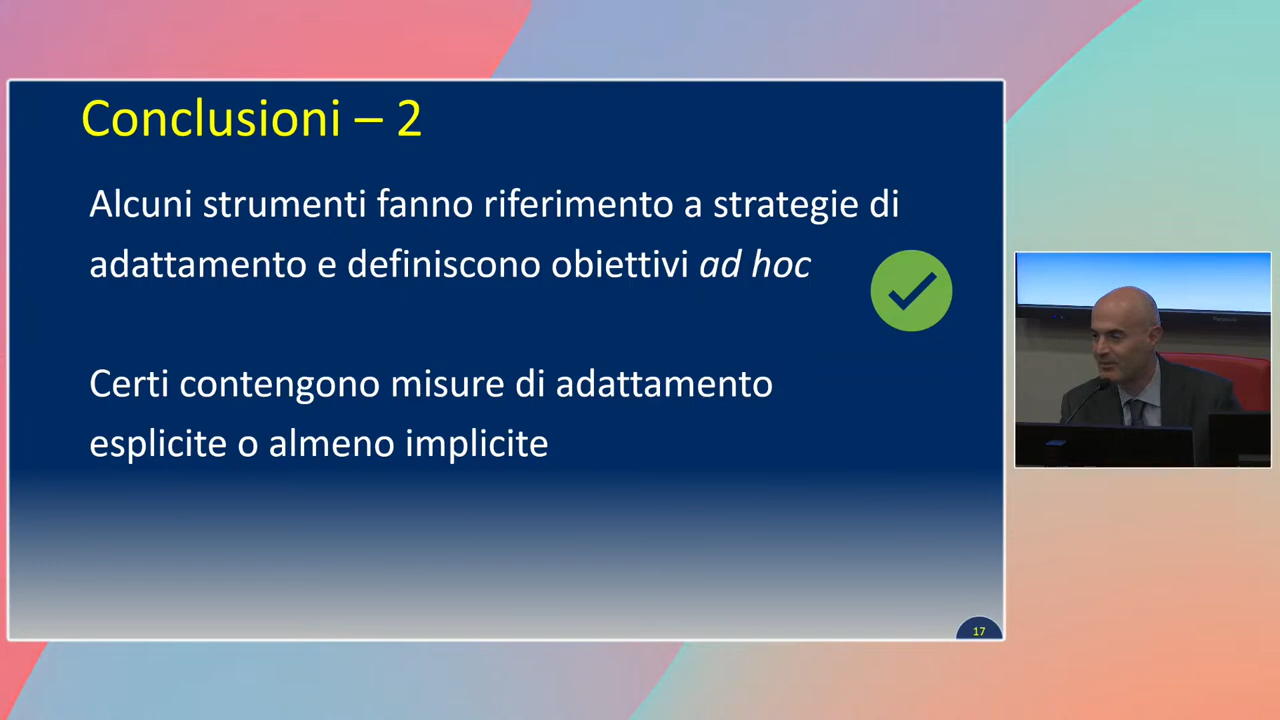 Conclusioni – 2
Alcuni strumenti fanno riferimento a strategie di
adattamento e definiscono obiettivi ad hoc
Certi contengono misure di adattamento
esplicite o almeno implicite
17